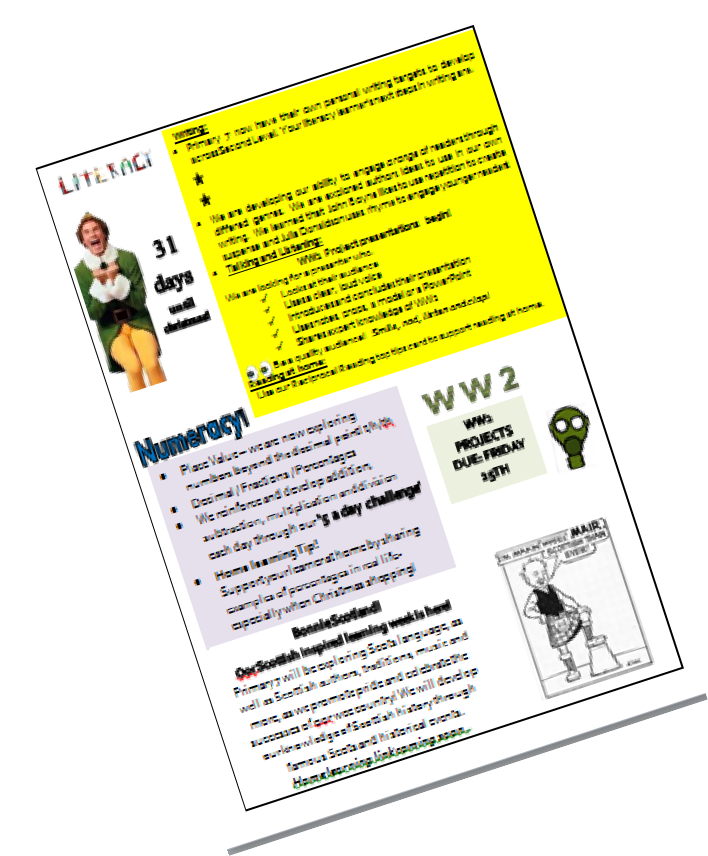 LITERACY
31
days
until
christmas
Writing:
Primary 7 now have their own personal writing targets to develop
across Second Level. Your literacy learner's next steps in writing are.
We are developing our ability to engage a range of readers through
differed genres. We are explored authors ideas to use in our own
writing. We learned that John Boyne likes to use repetition to create
suspense and Julia Donaldson uses rhyme to engage younger readers!
Talking and Listening:
WW2 Project presentations begin!
We are looking for a presenter who.
Looks at their audience
Uses a clear, loud voice
Introduces and concludes their presentation
Uses notes, props, a model or a PowerPoint
Shares expert knowledge of WW2
Be a quality audience! Smile, nod, listen and clap!
Reading at home:
Use our Reciprocal Reading top tips card to support reading at home.
Numeracy!
Place Value – we are now exploring
numbers beyond the decimal point
Decimal / Fractions / Percentages
We reinforce and develop addition,
subtraction, multiplication and division
each day through our '5 a day challenge'
Home learning Tip!
Support your learner at home by sharing
examples of percentages in real life-
especially when Christmas shopping!
WW2
WW2
PROJECTS
DUE: FRIDAY
25TH
MAIR
SCOTTISH THAN
EVER!
Bonnie Scotland!
Our Scottish inspired learning week is here!
Primary 7 will be exploring Scots language, as
well as Scottish authors, traditions, music and
more, as we promote pride and celebrate the
successes of our wee country! We will develop
our knowledge of Scottish history through
famous Scots and historical events.
Home learning link coming soon.